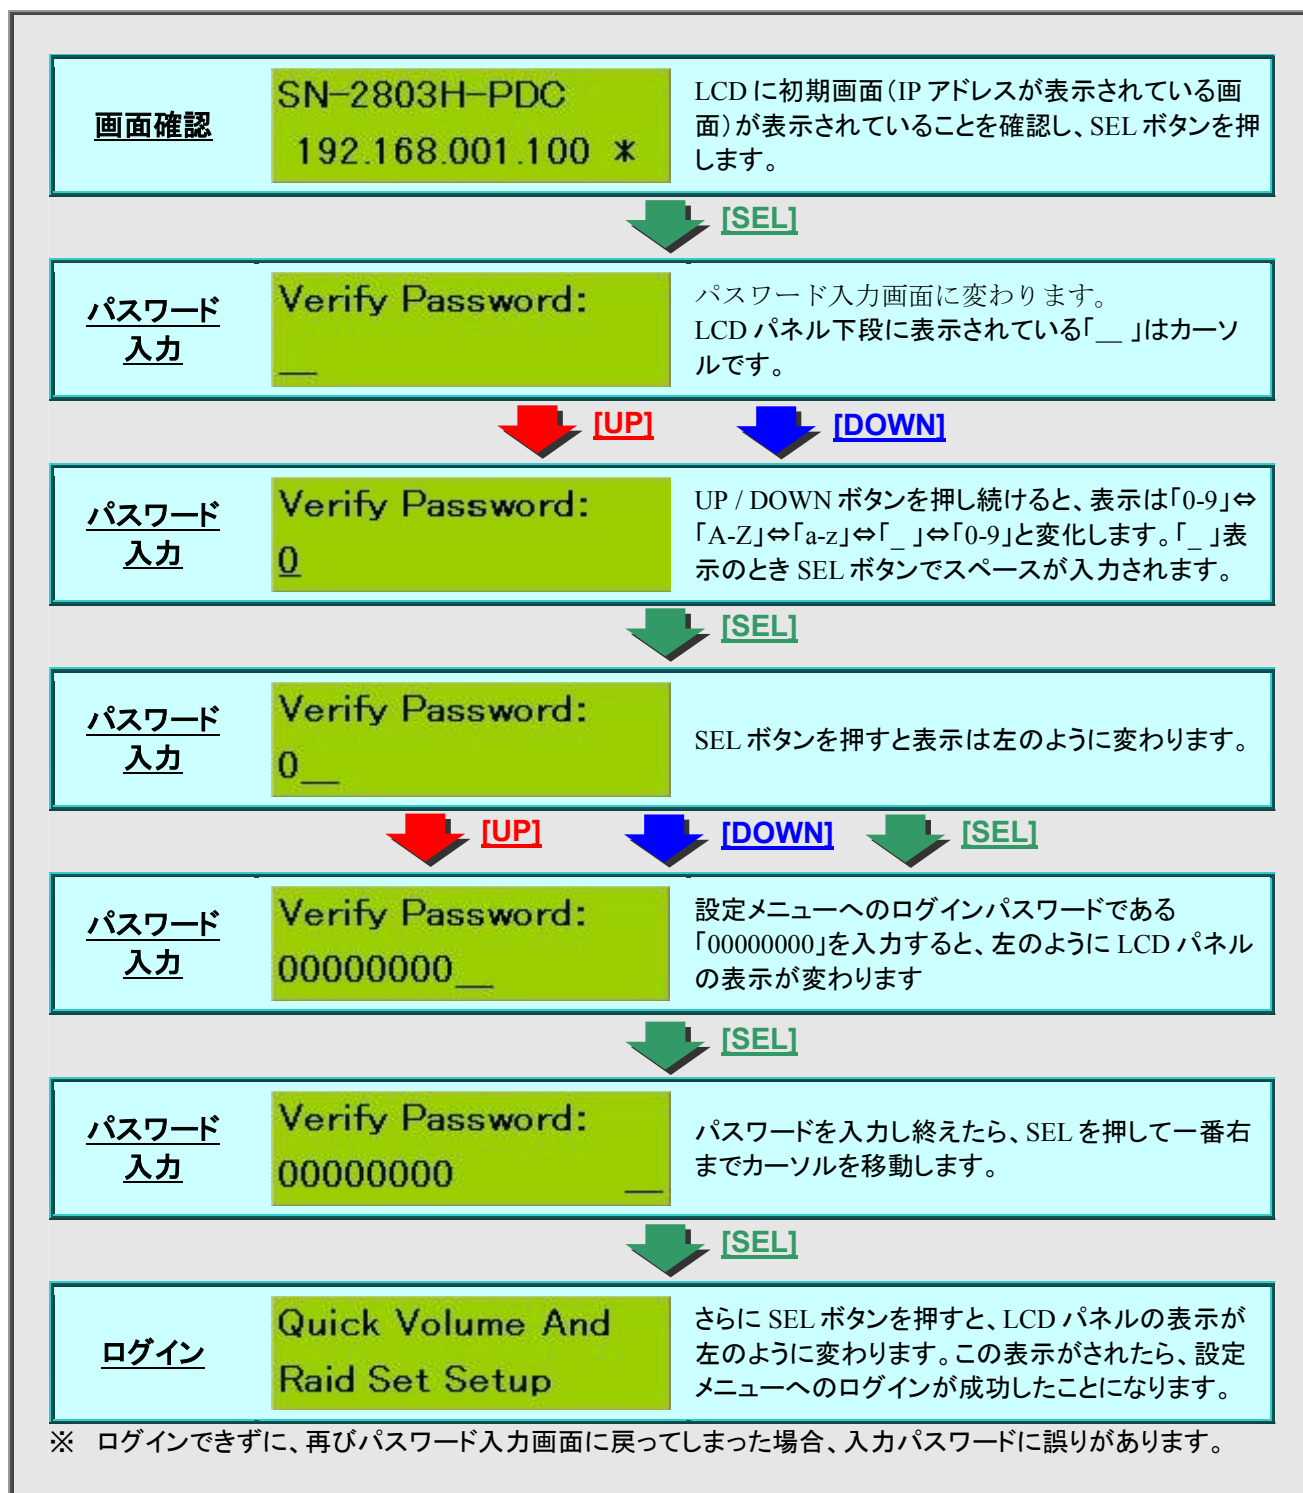 画面確認
SN-2803H-PDC
192.168.001.100 *
LCD に初期画面（IP アドレスが表示されている画
面）が表示されていることを確認し、SEL ボタンを押
します。
[SEL]
パスワード
入力
Verify Password:
__
パスワード入力画面に変わります。
LCD パネル下段に表示されている「__ 」はカーソ
ルです。
[UP] [DOWN]
パスワード
入力
Verify Password:
0
UP / DOWN ボタンを押し続けると、表示は「0-9」⇔
「A-Z」⇔「a-z」⇔「_ 」⇔「0-9」と変化します。「_ 」表
示のとき SEL ボタンでスペースが入力されます。
[SEL]
パスワード
入力
Verify Password:
0__
SEL ボタンを押すと表示は左のように変わります。
[UP] [DOWN] [SEL]
パスワード
入力
Verify Password:
00000000__
設定メニューへのログインパスワードである
「00000000」を入力すると、左のように LCD パネル
の表示が変わります
[SEL]
パスワード
入力
Verify Password:
00000000 __
パスワードを入力し終えたら、SEL を押して一番右
までカーソルを移動します。
[SEL]
ログイン
Quick Volume And
Raid Set Setup
さらに SEL ボタンを押すと、LCD パネルの表示が
左のように変わります。この表示がされたら、設定
メニューへのログインが成功したことになります。
※ ログインできずに、再びパスワード入力画面に戻ってしまった場合、入力パスワードに誤りがあります。